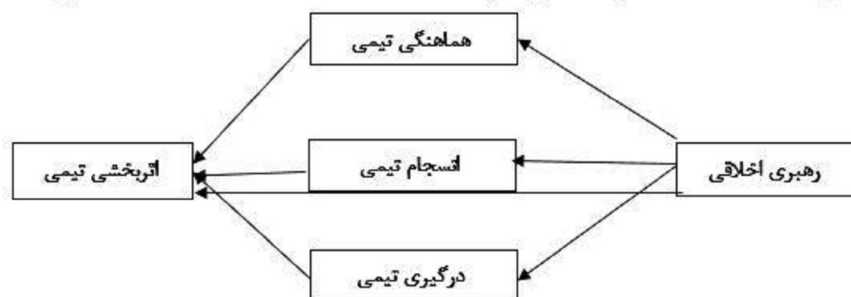 هماهنگی تیمی
رهبری اخلاقی
انسجام تیمی
اثربخشی تیمی
درگیری تیمی